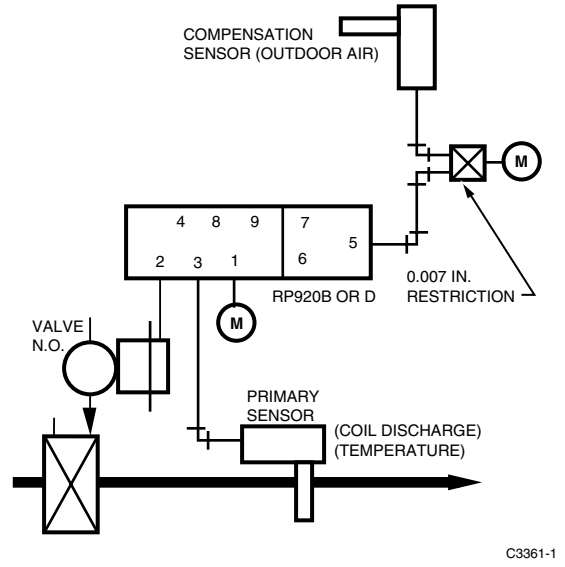 COMPENSATION
SENSOR (OUTDOOR AIR)
M
4 8 9 7
5
2 3 1 6
0.007 IN.
RESTRICTION
RP920B OR D
M
VALVE
N.O.
PRIMARY
SENSOR
(COIL DISCHARGE)
(TEMPERATURE)
C3361-1